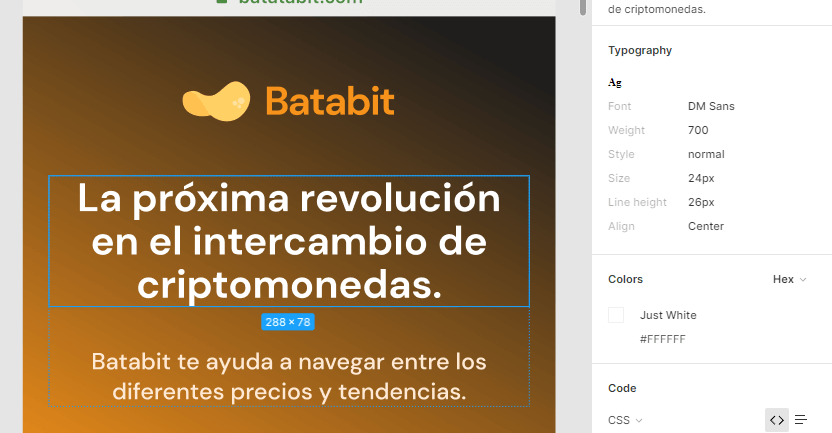 batatabit.com
de criptomonedas.
Typography
Ag
Font DM Sans
Weight 700
Style normal
Size 24px
Line height 26px
Align Center
Colors Hex
Just White
#FFFFFF
Code
CSS
Batabit
La próxima revolución
en el intercambio de
criptomonedas.
288 × 78
Batabit te ayuda a navegar entre los
diferentes precios y tendencias.